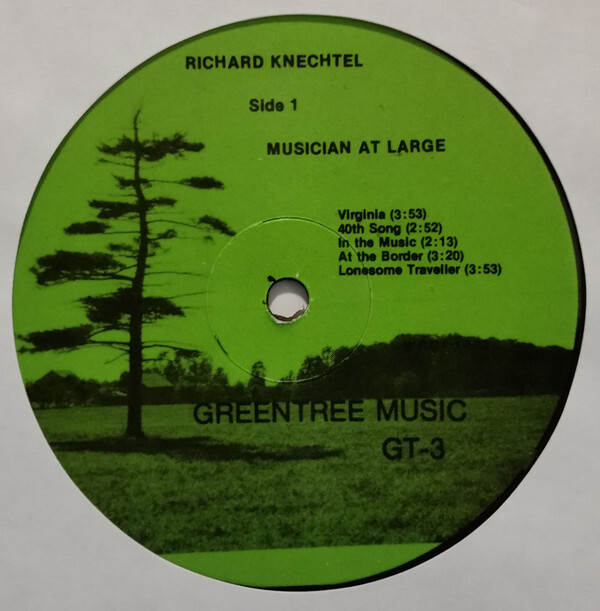 RICHARD KNECHTEL
Side 1
MUSICIAN AT LARGE
Virginia (3:53)
40th Song (2:52)
In the Music (2:13)
At the Border (3:20)
Lonesome Traveller (3:53)
GREENTREE MUSIC
GT-3